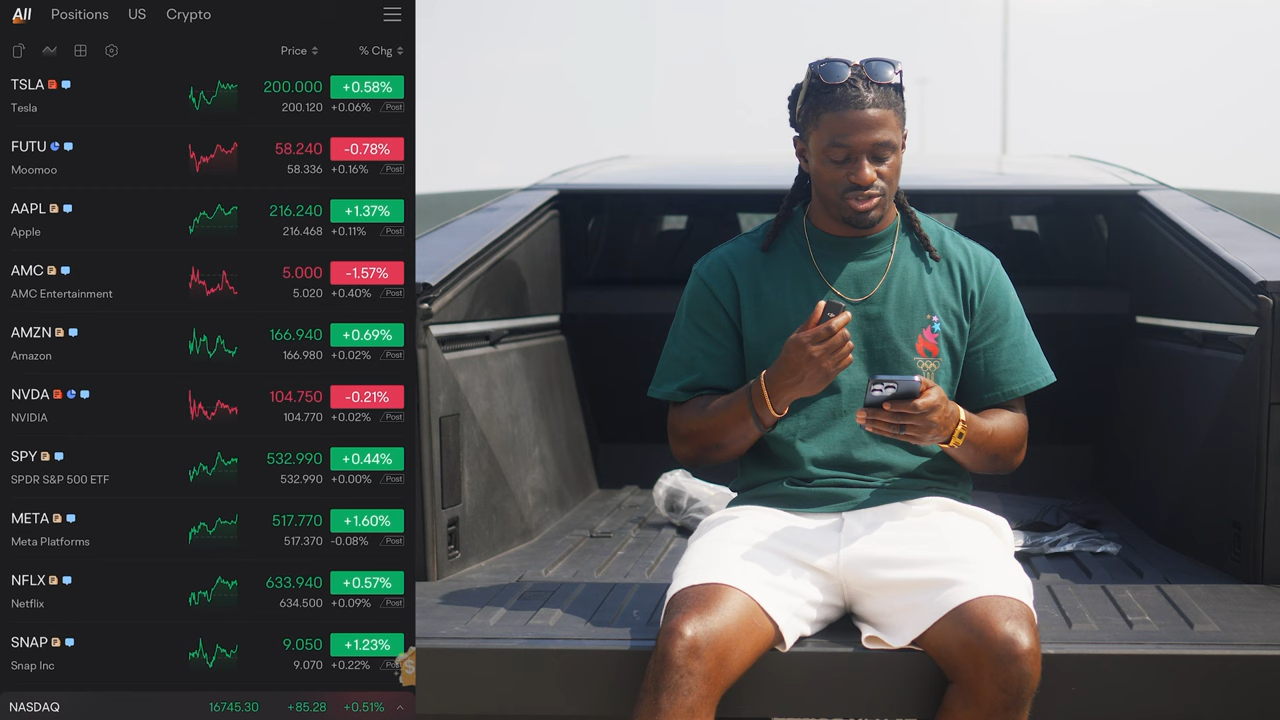 All Positions US Crypto
Price % Chg
TSLA 200.000 +0.58%
Tesla 200.120 +0.06% Post
FUTU 58.240 -0.78%
Moomoo 58.336 +0.16% Post
AAPL 216.240 +1.37%
Apple 216.468 +0.11% Post
AMC 5.000 -1.57%
AMC Entertainment 5.020 +0.40% Post
AMZN 166.940 +0.69%
Amazon 166.980 +0.02% Post
NVDA 104.750 -0.21%
NVIDIA 104.770 +0.02% Post
SPY 532.990 +0.44%
SPDR S&P 500 ETF 532.990 +0.00% Post
META 517.770 +1.60%
Meta Platforms 517.370 -0.08% Post
NFLX 633.940 +0.57%
Netflix 634.500 +0.09% Post
SNAP 9.050 +1.23%
Snap Inc 9.070 +0.22%
NASDAQ 16745.30 +85.28 +0.51%